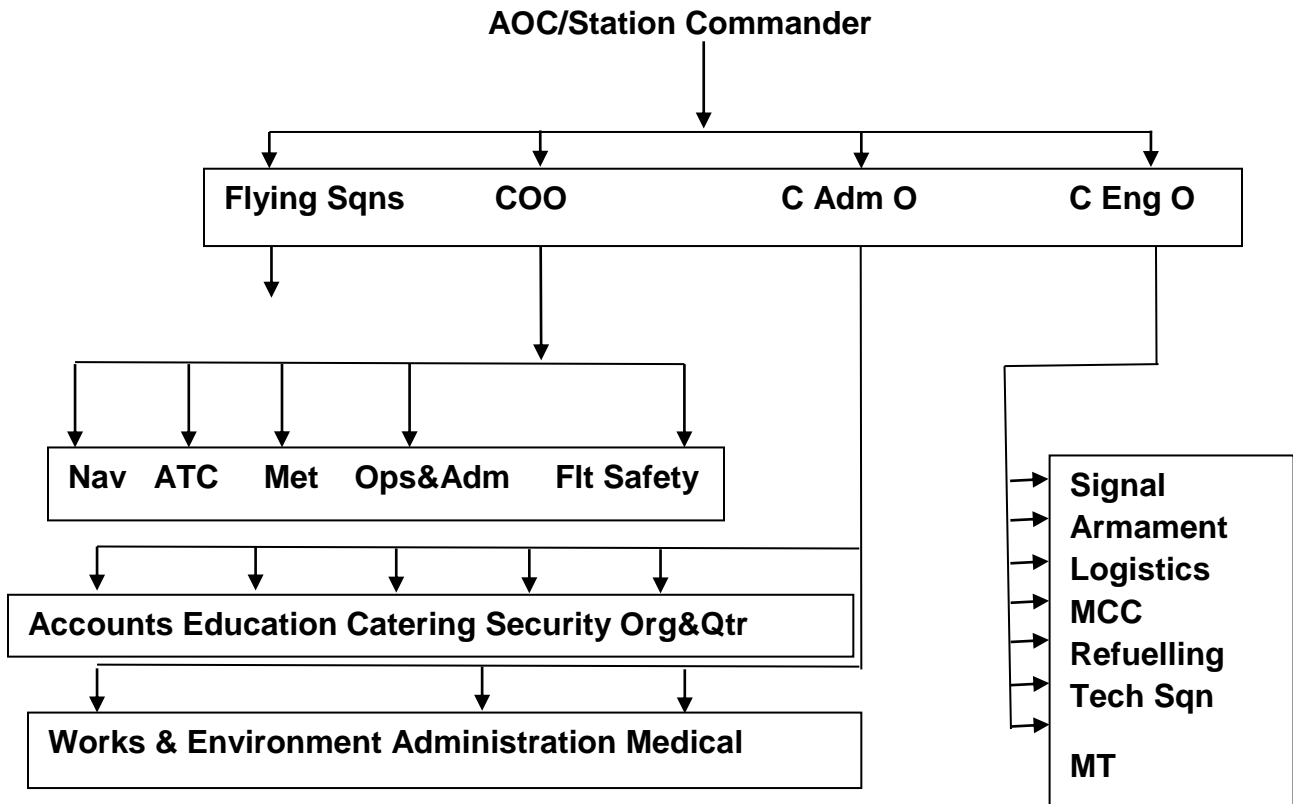 AOC/Station Commander
Flying Sqns COO C Adm O C Eng O
Nav ATC Met Ops&Adm Flt Safety
Accounts Education Catering Security Org&Qtr
Works & Environment Administration Medical
Signal
Armament
Logistics
MCC
Refuelling
Tech Sqn
MT